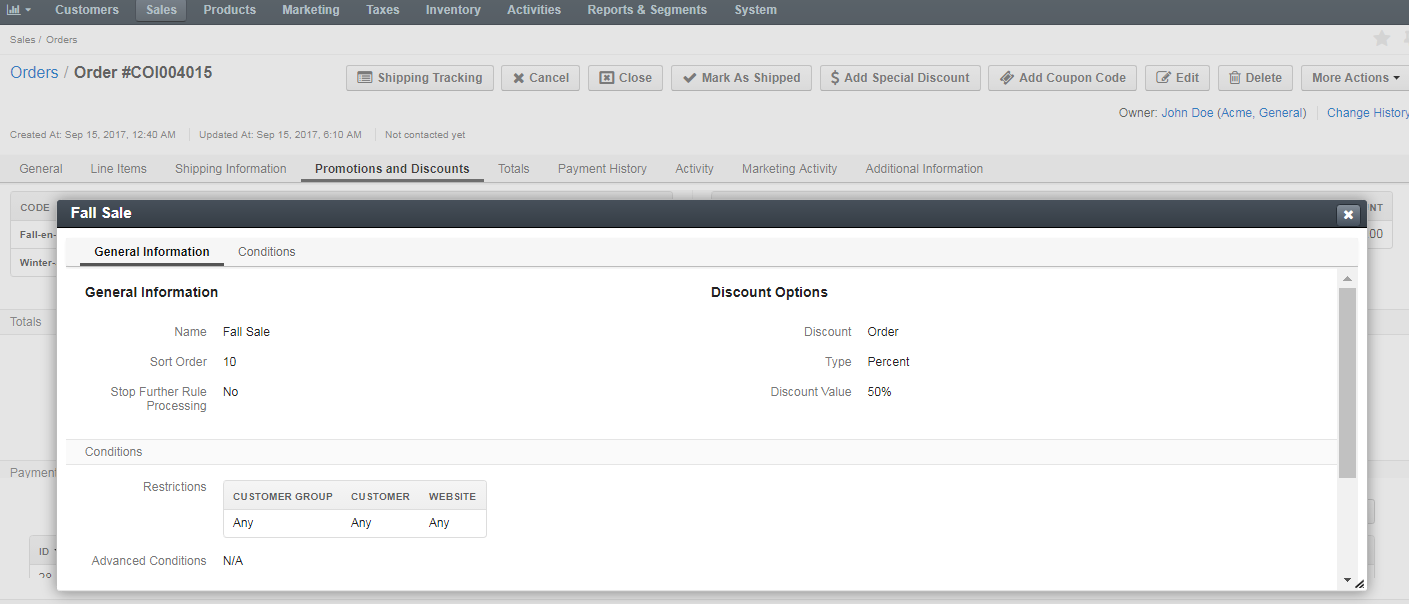 Customers Sales Products Marketing Taxes Inventory Activities Reports & Segments System
Sales / Orders
Orders / Order #COI004015
Shipping Tracking Cancel Close Mark As Shipped $ Add Special Discount Add Coupon Code Edit Delete More Actions
Owner: John Doe (Acme, General) Change History
Created At: Sep 15, 2017, 12:40 AM Updated At: Sep 15, 2017, 6:10 AM Not contacted yet
General Line Items Shipping Information Promotions and Discounts Totals Payment History Activity Marketing Activity Additional Information
CODE NT
Fall Sale
Fall-en- 00
General Information Conditions
Winter-
General Information Discount Options
Totals
Name Fall Sale Discount Order
Sort Order 10 Type Percent
Stop Further Rule Processing No Discount Value 50%
Conditions
Payment
Restrictions
CUSTOMER GROUP CUSTOMER WEBSITE
Any Any Any
ID
Advanced Conditions N/A